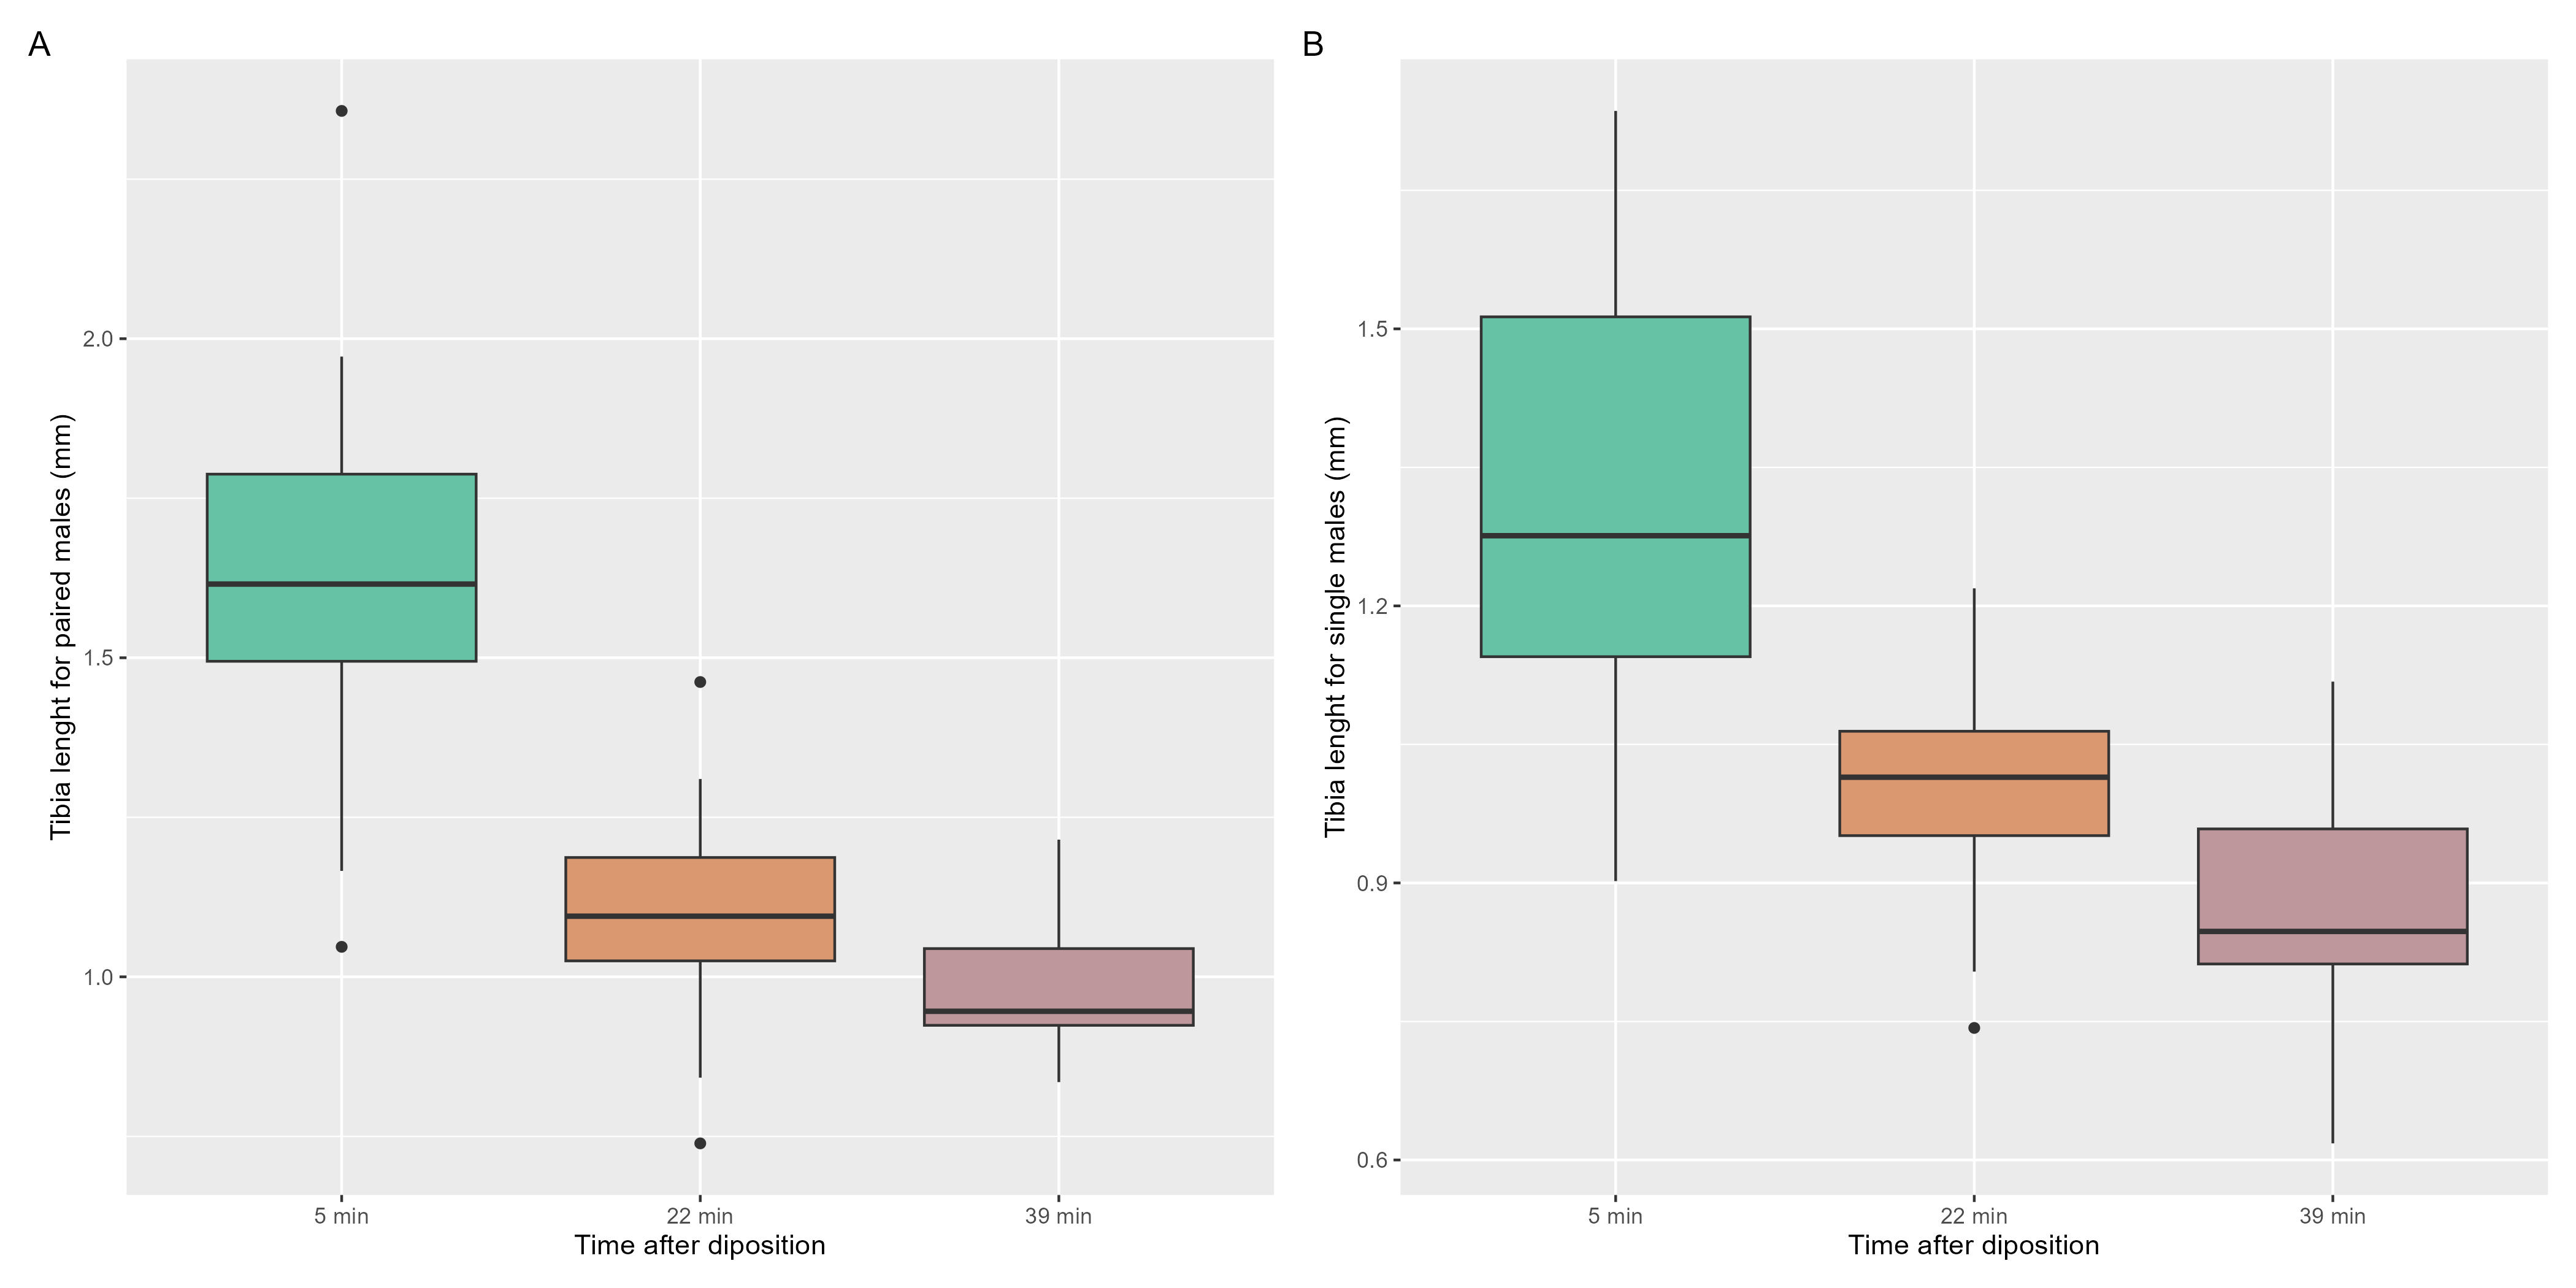 A
Tibia lenght for paired males (mm)
2.0
1.5
1.0
5 min
22 min
39 min
Time after diposition
B
Tibia lenght for single males (mm)
1.5
1.2
0.9
0.6
5 min
22 min
39 min
Time after diposition